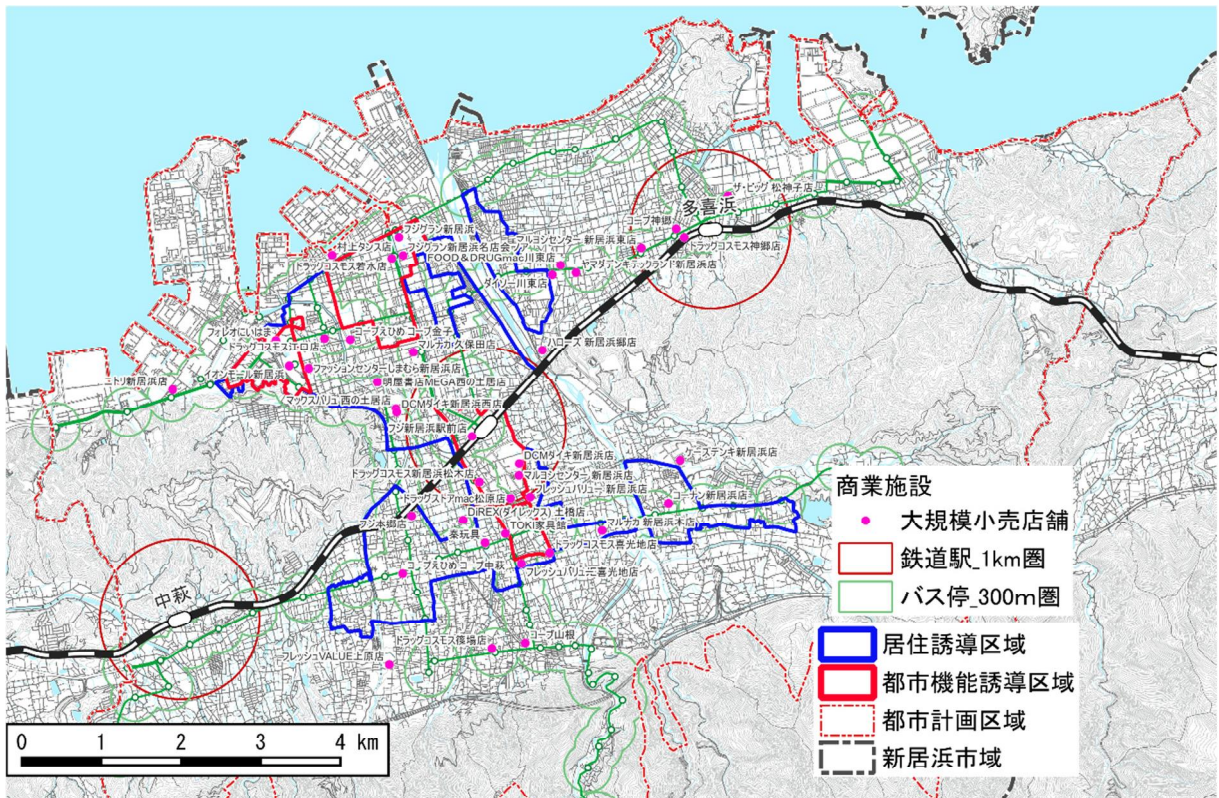 ザ・ビッグ 松神子店
多喜浜
コープ神郷
ドラッグコスモス神郷店
フジグラン新居浜
マルヨシセンター 新居浜東店
村上タンス店
フジグラン新居浜名店会
FOOD&DRUGmac川東店
ヤマダデンキテックランド新居浜店
ドラッグコスモス若水店
ダイソー川東店
フォレオにいはま
コープえひめ コープ金子
ドラッグコスモス江口店
マルナカ久保田店
ハローズ 新居浜郷店
イオンモール新居浜
ファッションセンターしまむら新居浜店
ニトリ新居浜店
明屋書店MEGA西の土居店
マックスバリュ 西の土居店
DCMダイキ新居浜西店
フジ新居浜駅前店
DCMダイキ新居浜店
ケーズデンキ新居浜店
ドラッグコスモス新居浜松木店
マルヨシセンター 新居浜店
フレッシュバリュー 新居浜店
ドラッグストアmac松原店
コーナン新居浜店
DiREX(ダイレックス) 土橋店
フジ本郷店
TOKI家具館
マルナカ 新居浜本店
秦玩具
ドラッグコスモス喜光地店
コープえひめ コープ中萩
フレッシュバリュー 喜光地店
中萩
ドラッグコスモス篠場店
コープ山根
フレッシュVALUE上原店
商業施設
大規模小売店舗
鉄道駅_1km圏
バス停_300m圏
居住誘導区域
都市機能誘導区域
都市計画区域
新居浜市域
0 1 2 3 4 km